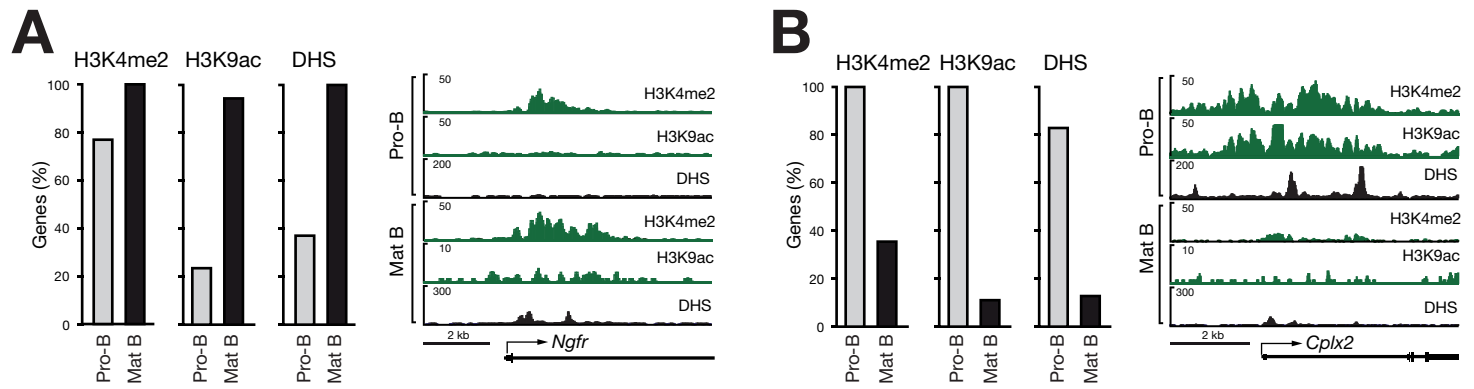 A
H3K4me2 H3K9ac DHS
Genes (%)
100
80
60
40
20
0
Pro-B Mat B Pro-B Mat B Pro-B Mat B
Pro-B
50 H3K4me2
50 H3K9ac
200 DHS
Mat B
50 H3K4me2
10 H3K9ac
300 DHS
2 kb Ngfr
B
H3K4me2 H3K9ac DHS
Genes (%)
100
80
60
40
20
0
Pro-B Mat B Pro-B Mat B Pro-B Mat B
Pro-B
50 H3K4me2
50 H3K9ac
200 DHS
Mat B
50 H3K4me2
10 H3K9ac
300 DHS
2 kb Cplx2